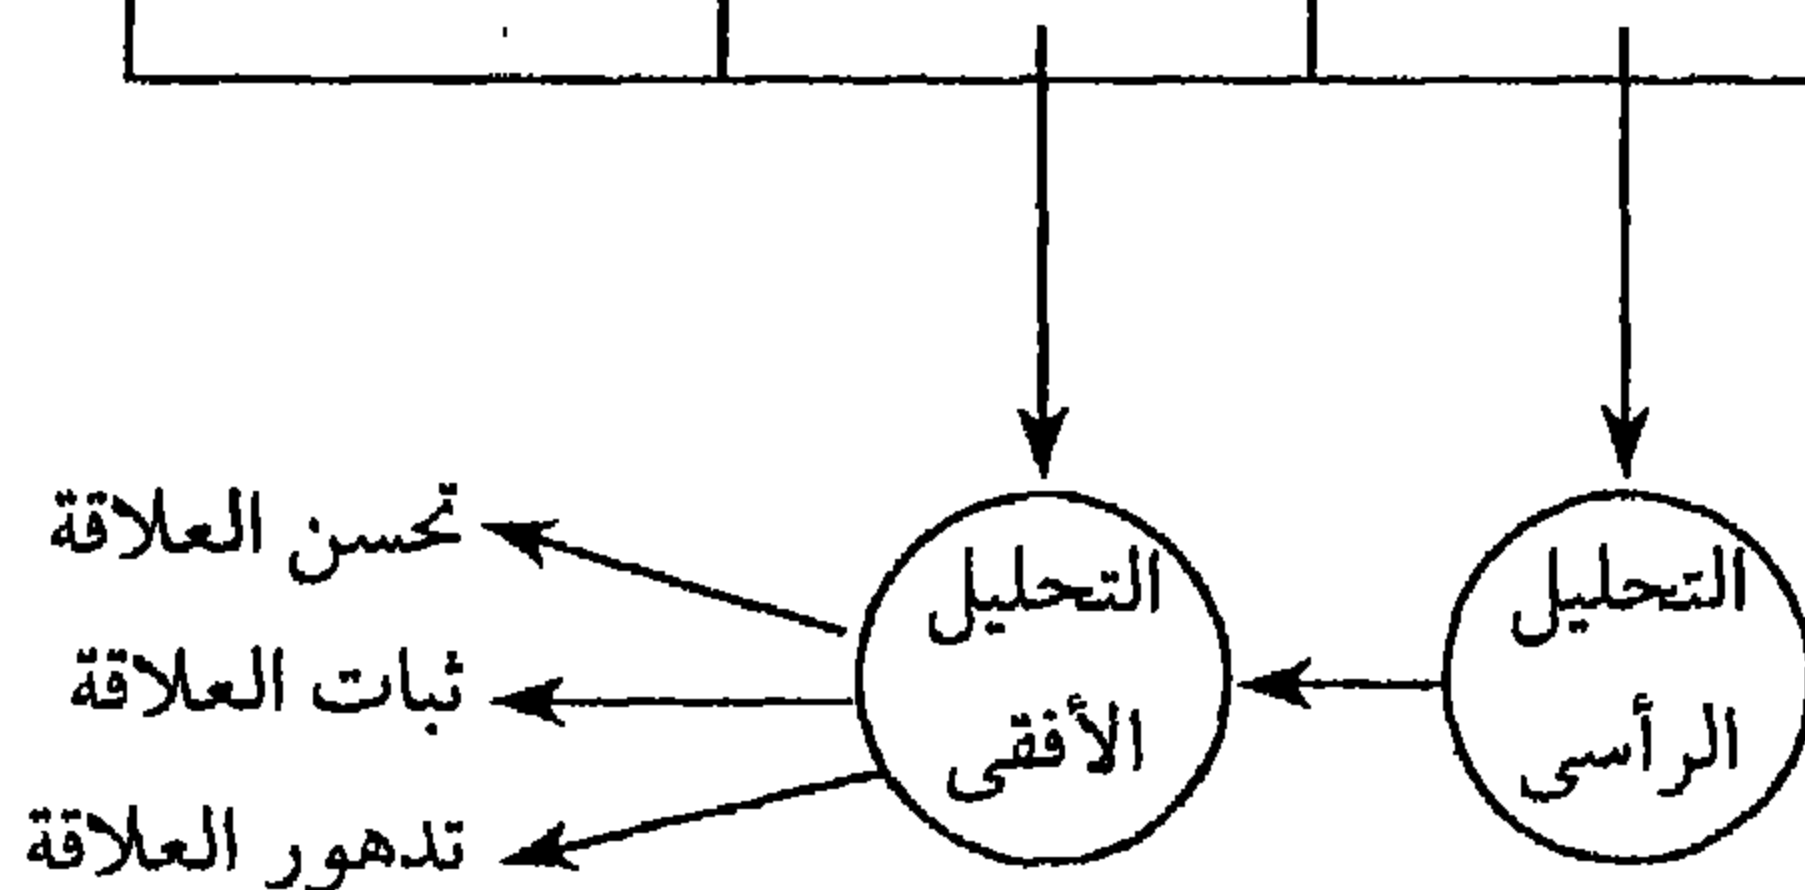 التحليل
الرأسى
التحليل
الأفقى
تحسن العلاقة
ثبات العلاقة
تدهور العلاقة